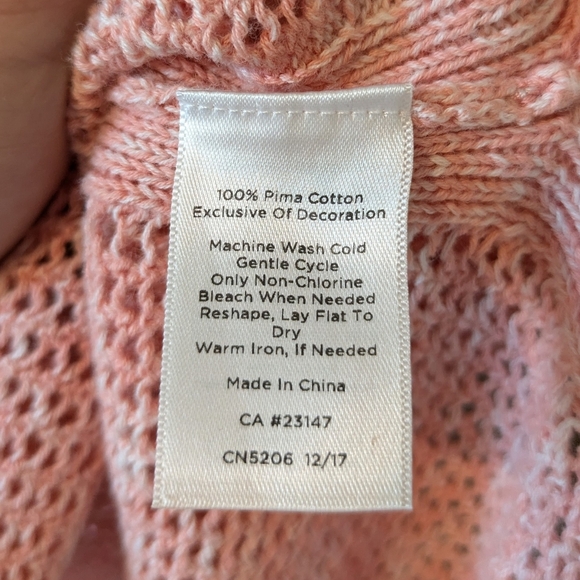 100% Pima Cotton
Exclusive Of Decoration
Machine Wash Cold
Gentle Cycle
Only Non-Chlorine
Bleach When Needed
Reshape, Lay Flat To
Dry
Warm Iron, If Needed
Made In China
CA #23147
CN5206 12/17